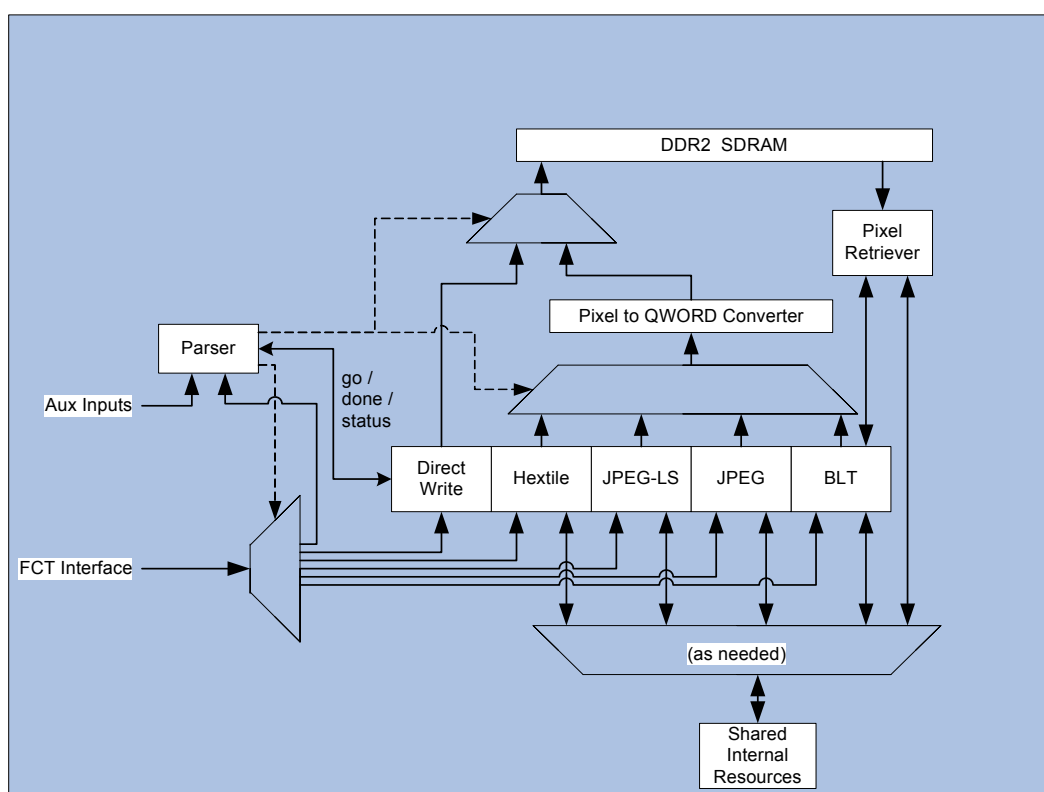 DDR2 SDRAM
Pixel
Retriever
Pixel to QWORD Converter
Parser
go /
done /
status
Aux Inputs
Direct
Write
Hextile
JPEG-LS
JPEG
BLT
FCT Interface
(as needed)
Shared
Internal
Resources